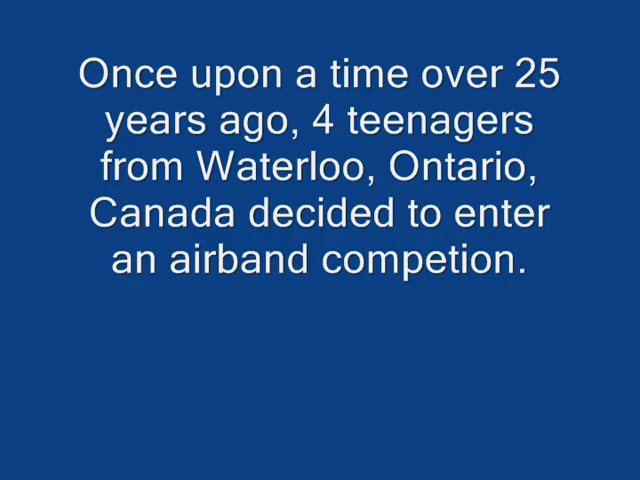 Once upon a time over 25
years ago, 4 teenagers
from Waterloo, Ontario,
Canada decided to enter
an airband competion.